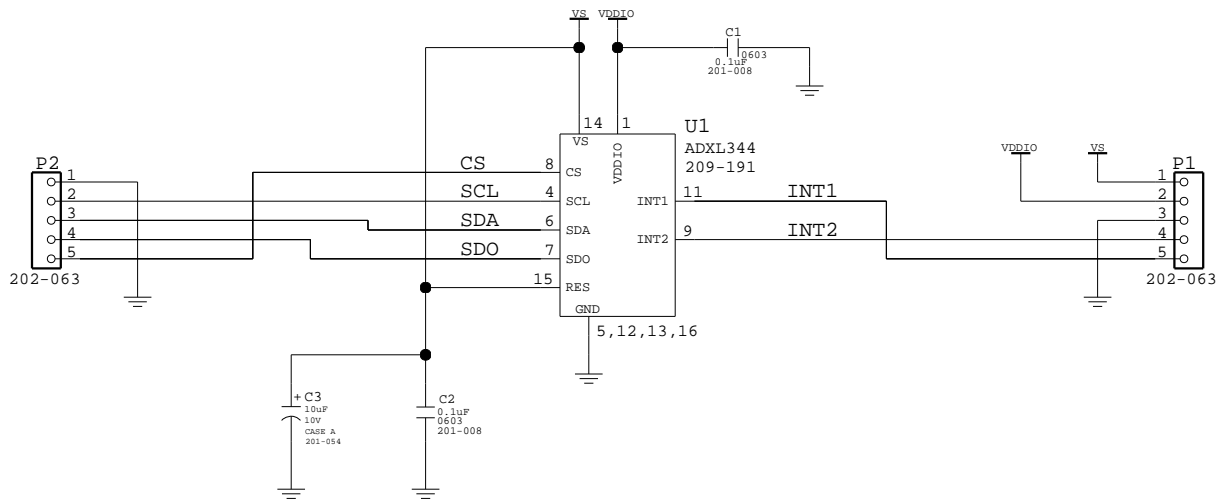 VS VDDIO
C1
0603
0.1uF
201-008
14 1
U1
ADXL344
209-191
VS
VDDIO
P2
1
2
3
4
5
202-063
CS
SCL
SDA
SDO
8
4
6
7
15
CS
SCL
SDA
SDO
RES
GND
INT1
INT2
11
9
INT1
INT2
5,12,13,16
VDDIO VS
P1
1
2
3
4
5
202-063
+ C3
10uF
10V
CASE A
201-054
C2
0.1uF
0603
201-008